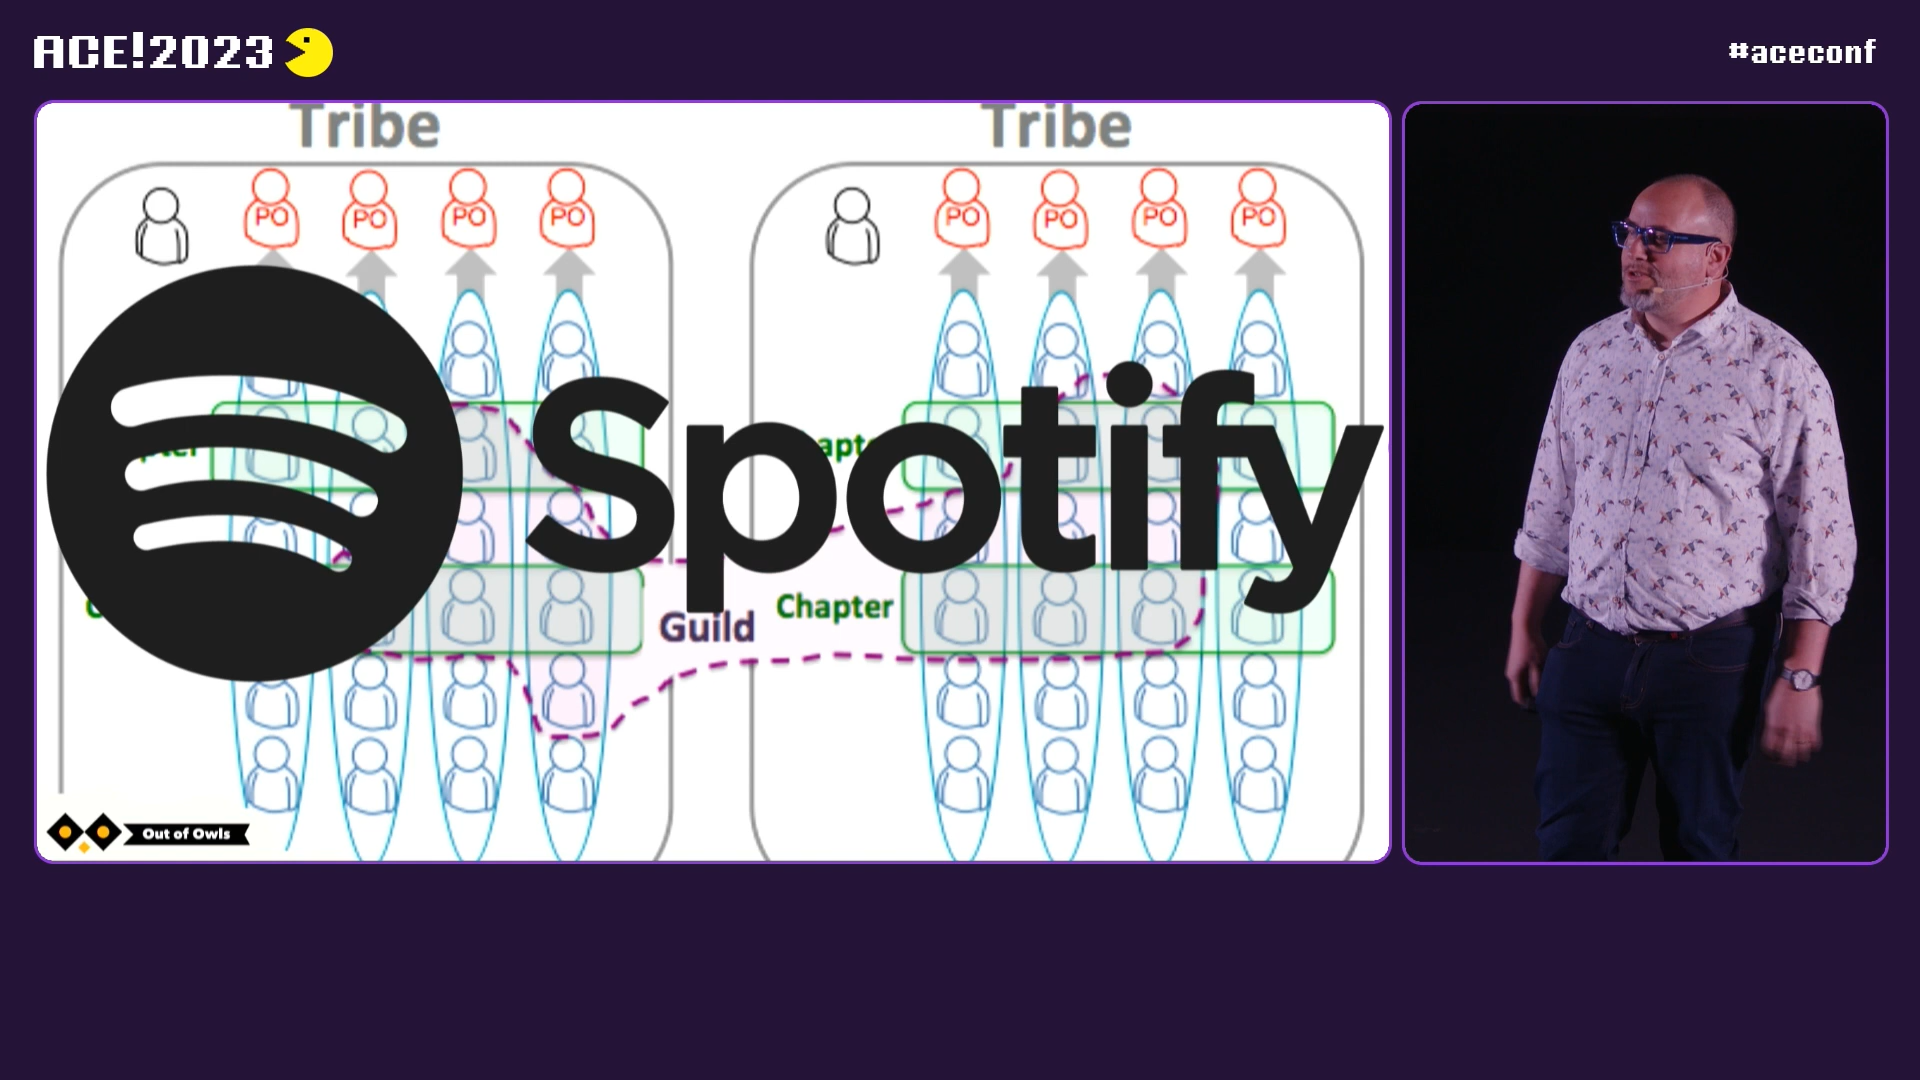 ACE!2023
#aceconf
Tribe
Tribe
PO
PO
PO
PO
PO
PO
PO
PO
Spotify
Guild
Chapter
Out of Owls